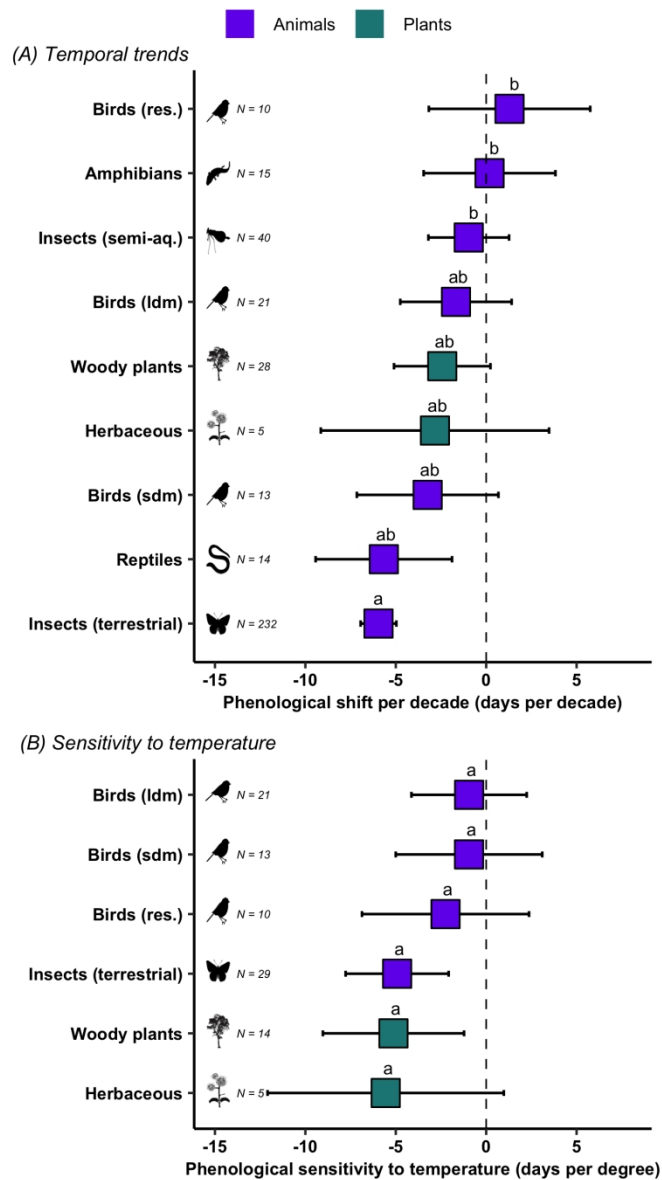 Animals Plants
(A) Temporal trends
b
Birds (res.) N = 10
b
Amphibians N = 15
b
Insects (semi-aq.) N = 40
ab
Birds (ldm) N = 21
ab
Woody plants N = 28
ab
Herbaceous N = 5
ab
Birds (sdm) N = 13
ab
Reptiles N = 14
a
Insects (terrestrial) N = 232
-15 -10 -5 0 5
Phenological shift per decade (days per decade)
(B) Sensitivity to temperature
a
Birds (ldm) N = 21
a
Birds (sdm) N = 13
a
Birds (res.) N = 10
a
Insects (terrestrial) N = 29
a
Woody plants N = 14
a
Herbaceous N = 5
-15 -10 -5 0 5
Phenological sensitivity to temperature (days per degree)